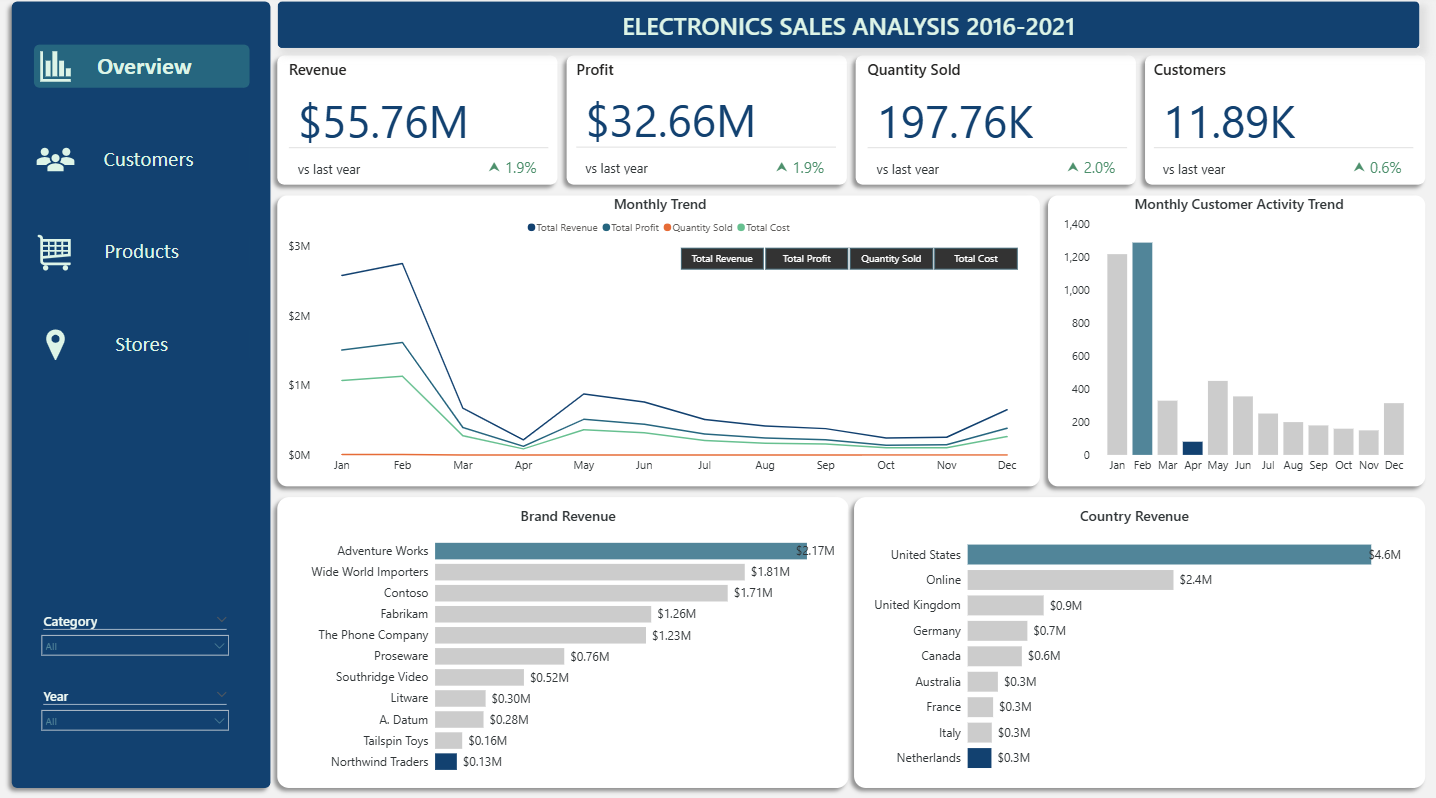 ELECTRONICS SALES ANALYSIS 2016-2021
Overview
Customers
Products
Stores
Category
All
Year
All
Revenue
$55.76M
vs last year
1.9%
Profit
$32.66M
vs last year
1.9%
Quantity Sold
197.76K
vs last year
2.0%
Customers
11.89K
vs last year
0.6%
Monthly Trend
Total Revenue Total Profit Quantity Sold Total Cost
Total Revenue Total Profit Quantity Sold Total Cost
$3M
$2M
$1M
$0M
Jan Feb Mar Apr May Jun Jul Aug Sep Oct Nov Dec
Monthly Customer Activity Trend
1,400
1,200
1,000
800
600
400
200
0
Jan Feb Mar Apr May Jun Jul Aug Sep Oct Nov Dec
Brand Revenue
Adventure Works $2.17M
Wide World Importers $1.81M
Contoso $1.71M
Fabrikam $1.26M
The Phone Company $1.23M
Proseware $0.76M
Southridge Video $0.52M
Litware $0.30M
A. Datum $0.28M
Tailspin Toys $0.16M
Northwind Traders $0.13M
Country Revenue
United States $4.6M
Online $2.4M
United Kingdom $0.9M
Germany $0.7M
Canada $0.6M
Australia $0.3M
France $0.3M
Italy $0.3M
Netherlands $0.3M